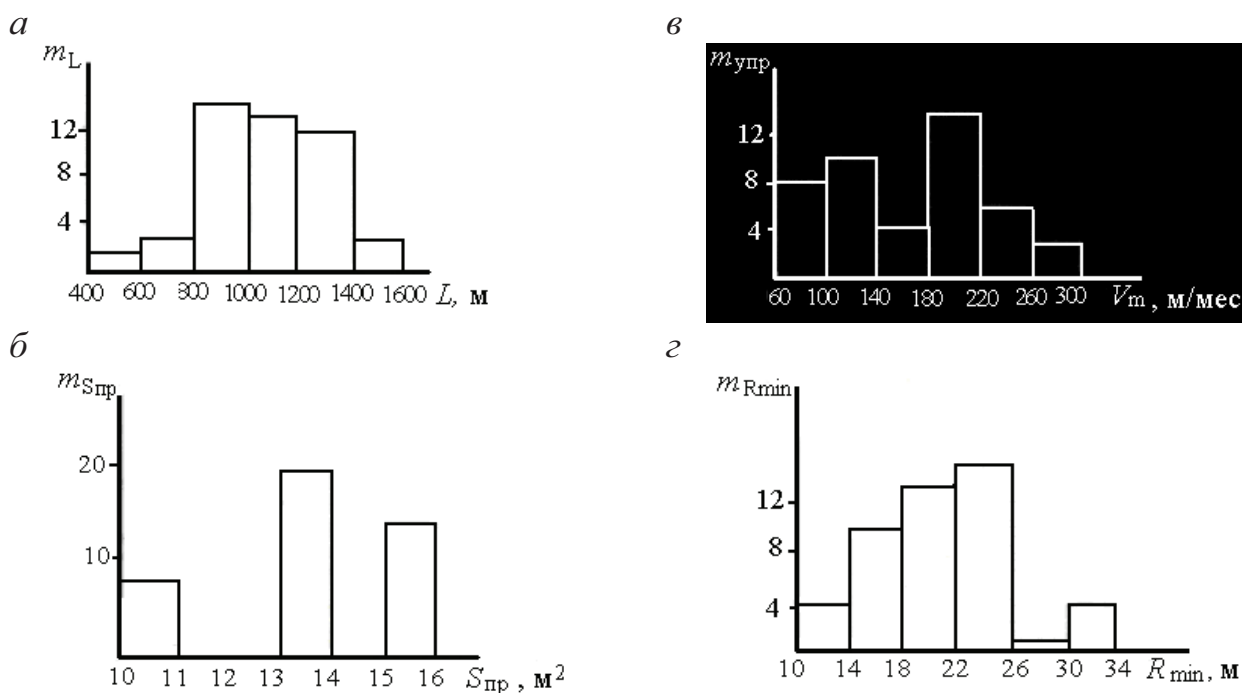 а
m_L
12
8
4
400 600 800 1000 1200 1400 1600 L, м
в
m_упр
12
8
4
60 100 140 180 220 260 300 V_m , м/мес
б
m_Sпр
20
10
10 11 12 13 14 15 16 S_пр , м²
г
m_Rmin
12
8
4
10 14 18 22 26 30 34 R_min, м